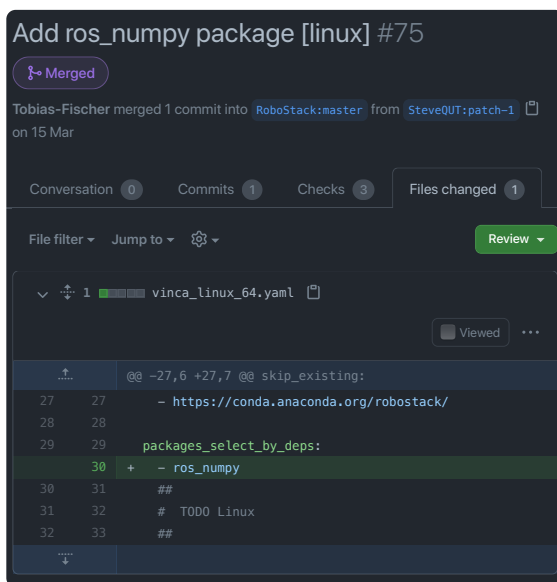 Add ros_numpy package [linux] #75
Merged
Tobias-Fischer merged 1 commit into RoboStack:master from SteveQUT:patch-1
on 15 Mar
Conversation 0 Commits 1 Checks 3 Files changed 1
File filter Jump to Review
1 vinca_linux_64.yaml
Viewed ...
@@ -27,6 +27,7 @@ skip_existing:
27 27 - https://conda.anaconda.org/robostack/
28 28
29 29 packages_select_by_deps:
30 + - ros_numpy
30 31 ##
31 32 # TODO Linux
32 33 ##